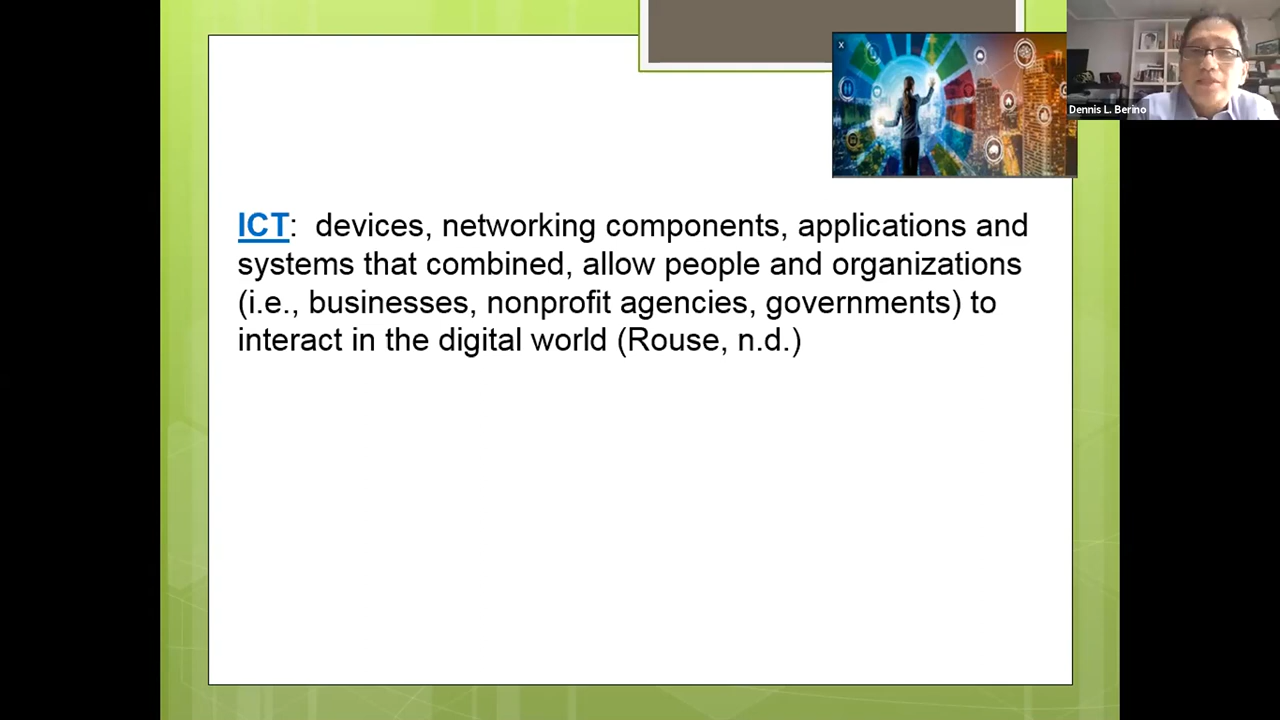 x
Dennis L. Berino
ICT: devices, networking components, applications and
systems that combined, allow people and organizations
(i.e., businesses, nonprofit agencies, governments) to
interact in the digital world (Rouse, n.d.)